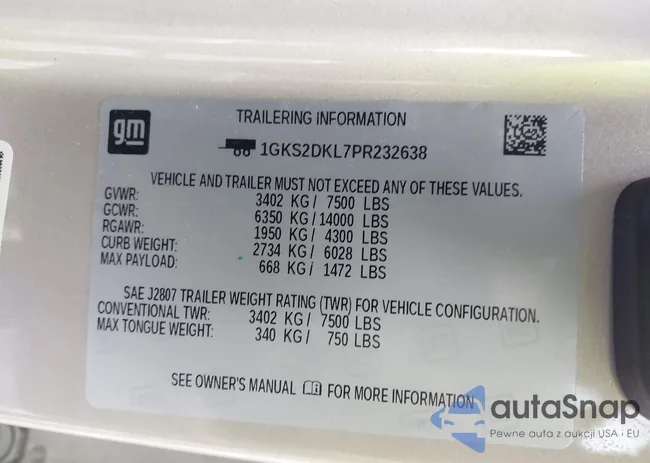 gm
TRAILERING INFORMATION
1GKS2DKL7PR232638
VEHICLE AND TRAILER MUST NOT EXCEED ANY OF THESE VALUES.
GVWR: 3402 KG/ 7500 LBS
GCWR: 6350 KG/14000 LBS
RGAWR: 1950 KG/ 4300 LBS
CURB WEIGHT: 2734 KG/ 6028 LBS
MAX PAYLOAD: 668 KG/ 1472 LBS
SAE J2807 TRAILER WEIGHT RATING (TWR) FOR VEHICLE CONFIGURATION.
CONVENTIONAL TWR: 3402 KG/ 7500 LBS
MAX TONGUE WEIGHT: 340 KG/ 750 LBS
SEE OWNER'S MANUAL FOR MORE INFORMATION
autaSnap
Pewne auta z aukcji USA i EU